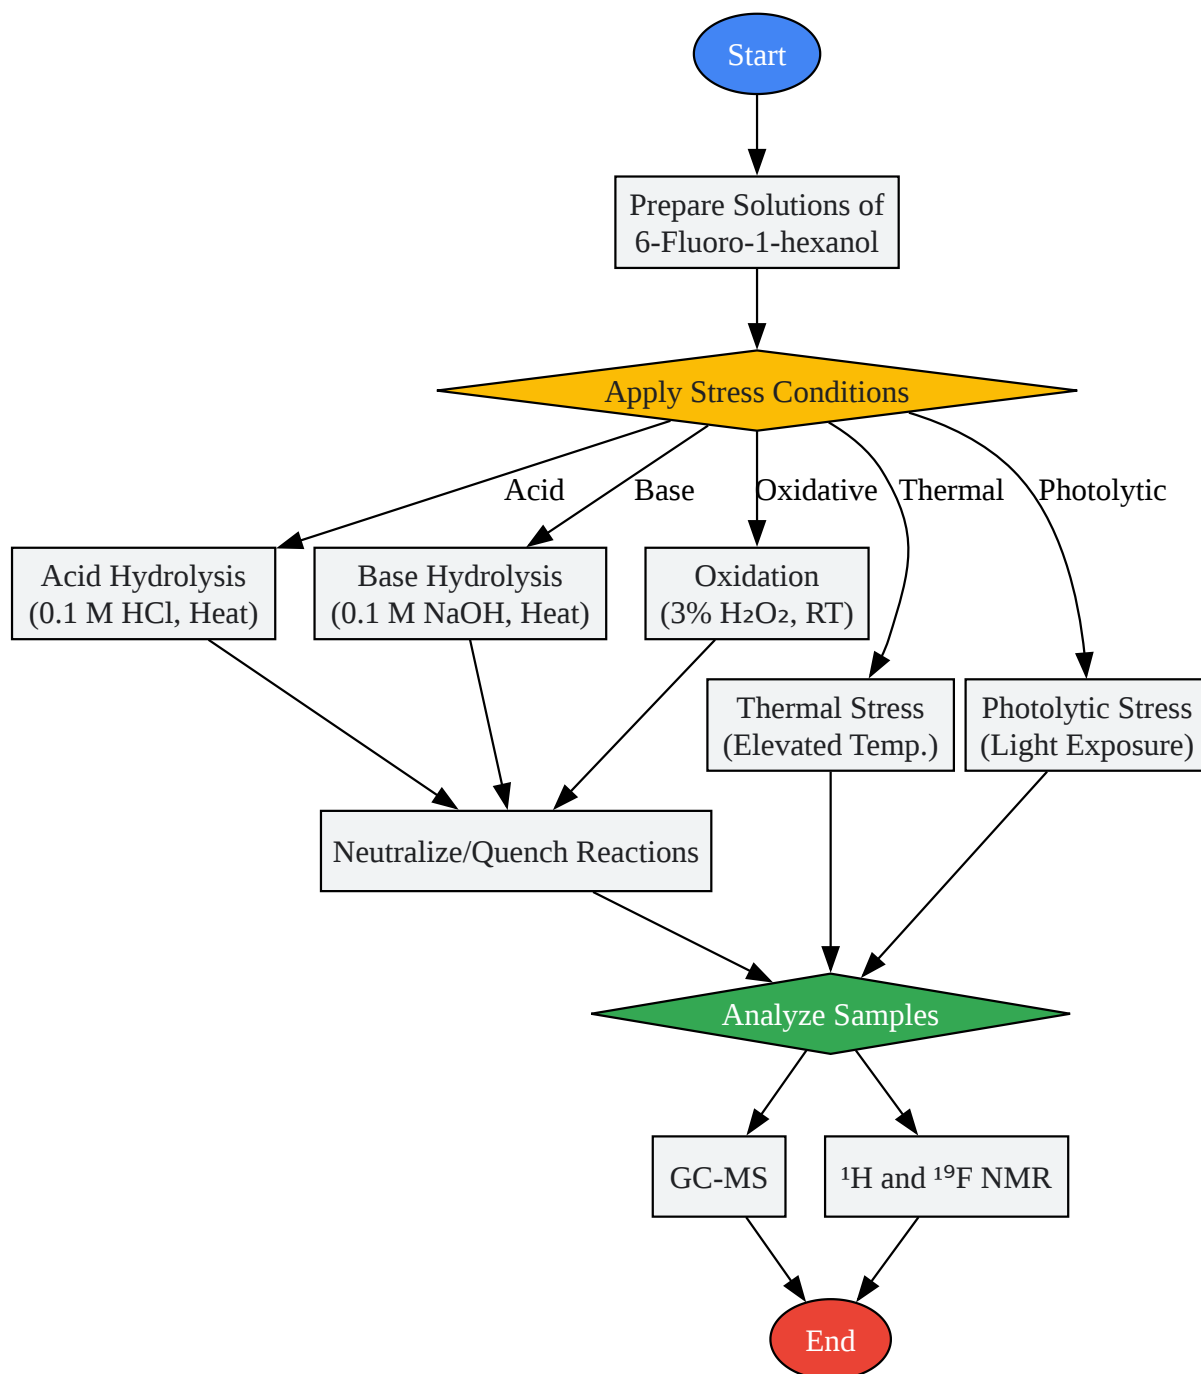 Start
Prepare Solutions of
6-Fluoro-1-hexanol
Apply Stress Conditions
Acid
Base
Oxidative
Thermal
Photolytic
Acid Hydrolysis
(0.1 M HCl, Heat)
Base Hydrolysis
(0.1 M NaOH, Heat)
Oxidation
(3% H₂O₂, RT)
Thermal Stress
(Elevated Temp.)
Photolytic Stress
(Light Exposure)
Neutralize/Quench Reactions
Analyze Samples
GC-MS
¹H and ¹⁹F NMR
End